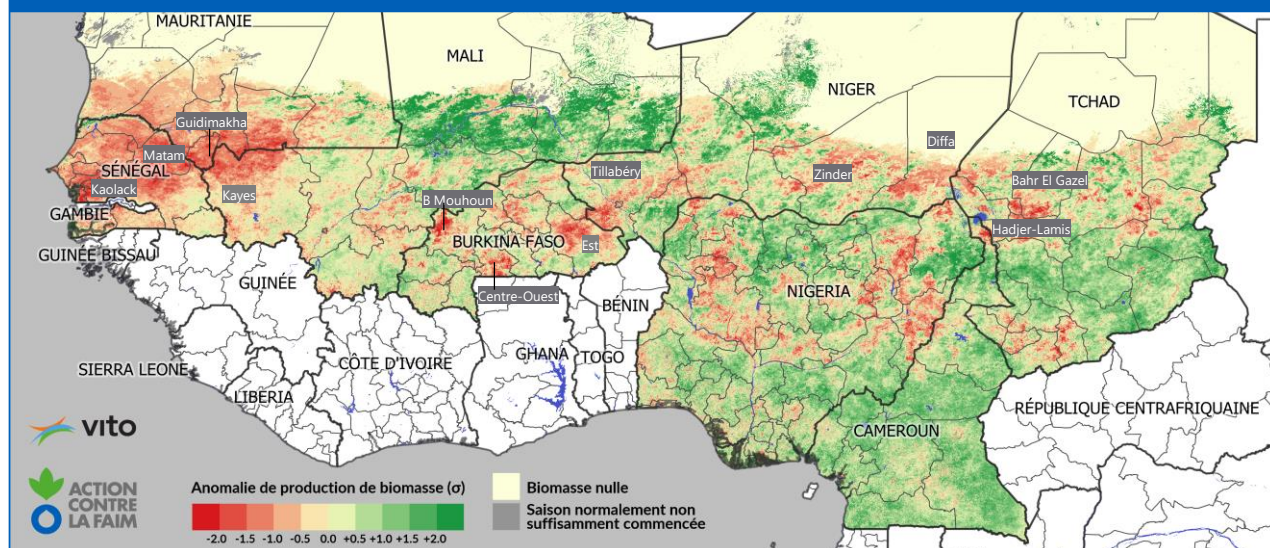 MAURITANIE
MALI
NIGER
TCHAD
Guidimakha
Diffa
Matam
SÉNÉGAL
Tillabéry
Zinder
Bahr El Gazel
Kaolack
Kayes
B Mouhoun
GAMBIE
Hadjer-Lamis
BURKINA FASO
Est
GUINÉE BISSAU
GUINÉE
NIGERIA
Centre-Ouest
BÉNIN
GHANA
TOGO
CÔTE D'IVOIRE
SIERRA LEONE
LIBERIA
RÉPUBLIQUE CENTRAFRIQUAINE
CAMEROUN
vito
ACTION
CONTRE
LA FAIM
Anomalie de production de biomasse (σ)
-2.0 -1.5 -1.0 -0.5 0.0 +0.5 +1.0 +1.5 +2.0
Biomasse nulle
Saison normalement non
suffisamment commencée